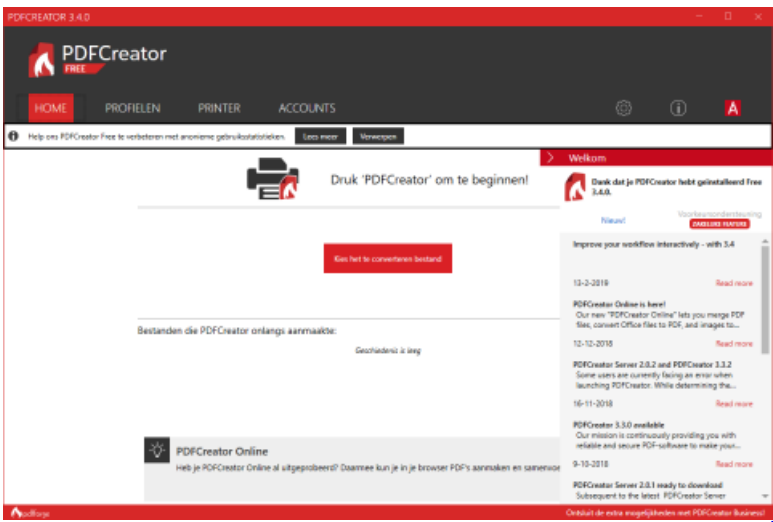 PDFCREATOR 3.4.0
PDFCreator
FREE
HOME PROFIELEN PRINTER ACCOUNTS
Help ons PDFCreator Free te verbeteren met anonieme gebruiksstatistieken. Lees meer Verwerpen
Druk 'PDFCreator' om te beginnen!
Kies het te converteren bestand
Bestanden die PDFCreator onlangs aanmaakte:
Geschiedenis is leeg
PDFCreator Online
Heb je PDFCreator Online al uitgeprobeerd? Daarmee kun je in je browser PDF's aanmaken en samenvoe
Welkom
Dank dat je PDFCreator hebt geïnstalleerd Free
3.4.0.
Nieuw! Voorkeursondersteuning
ZAKELIJKE FEATURE
Improve your workflow interactively - with 3.4
13-2-2019 Read more
PDFCreator Online is here!
Our new "PDFCreator Online" lets you merge PDF
files, convert Office files to PDF, and images to...
12-12-2018 Read more
PDFCreator Server 2.0.2 and PDFCreator 3.3.2
Some users are currently facing an error when
launching PDFCreator. While determining the...
16-11-2018 Read more
PDFCreator 3.3.0 available
Our mission is continuously providing you with
reliable and secure PDF-software to make your...
9-10-2018 Read more
PDFCreator Server 2.0.1 ready to download
Subsequent to the latest PDFCreator Server
pdfforge Ontsluit de extra mogelijkheden met PDFCreator Business!